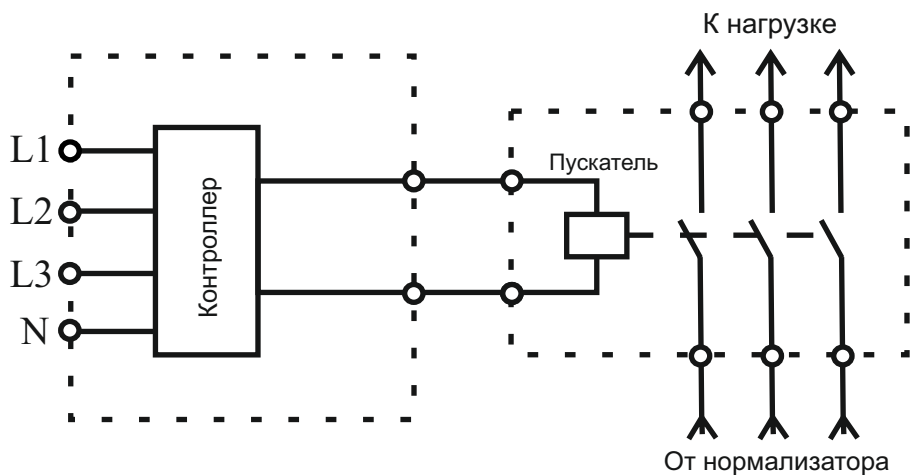 К нагрузке
L1
L2
L3
N
Контроллер
Пускатель
От нормализатора